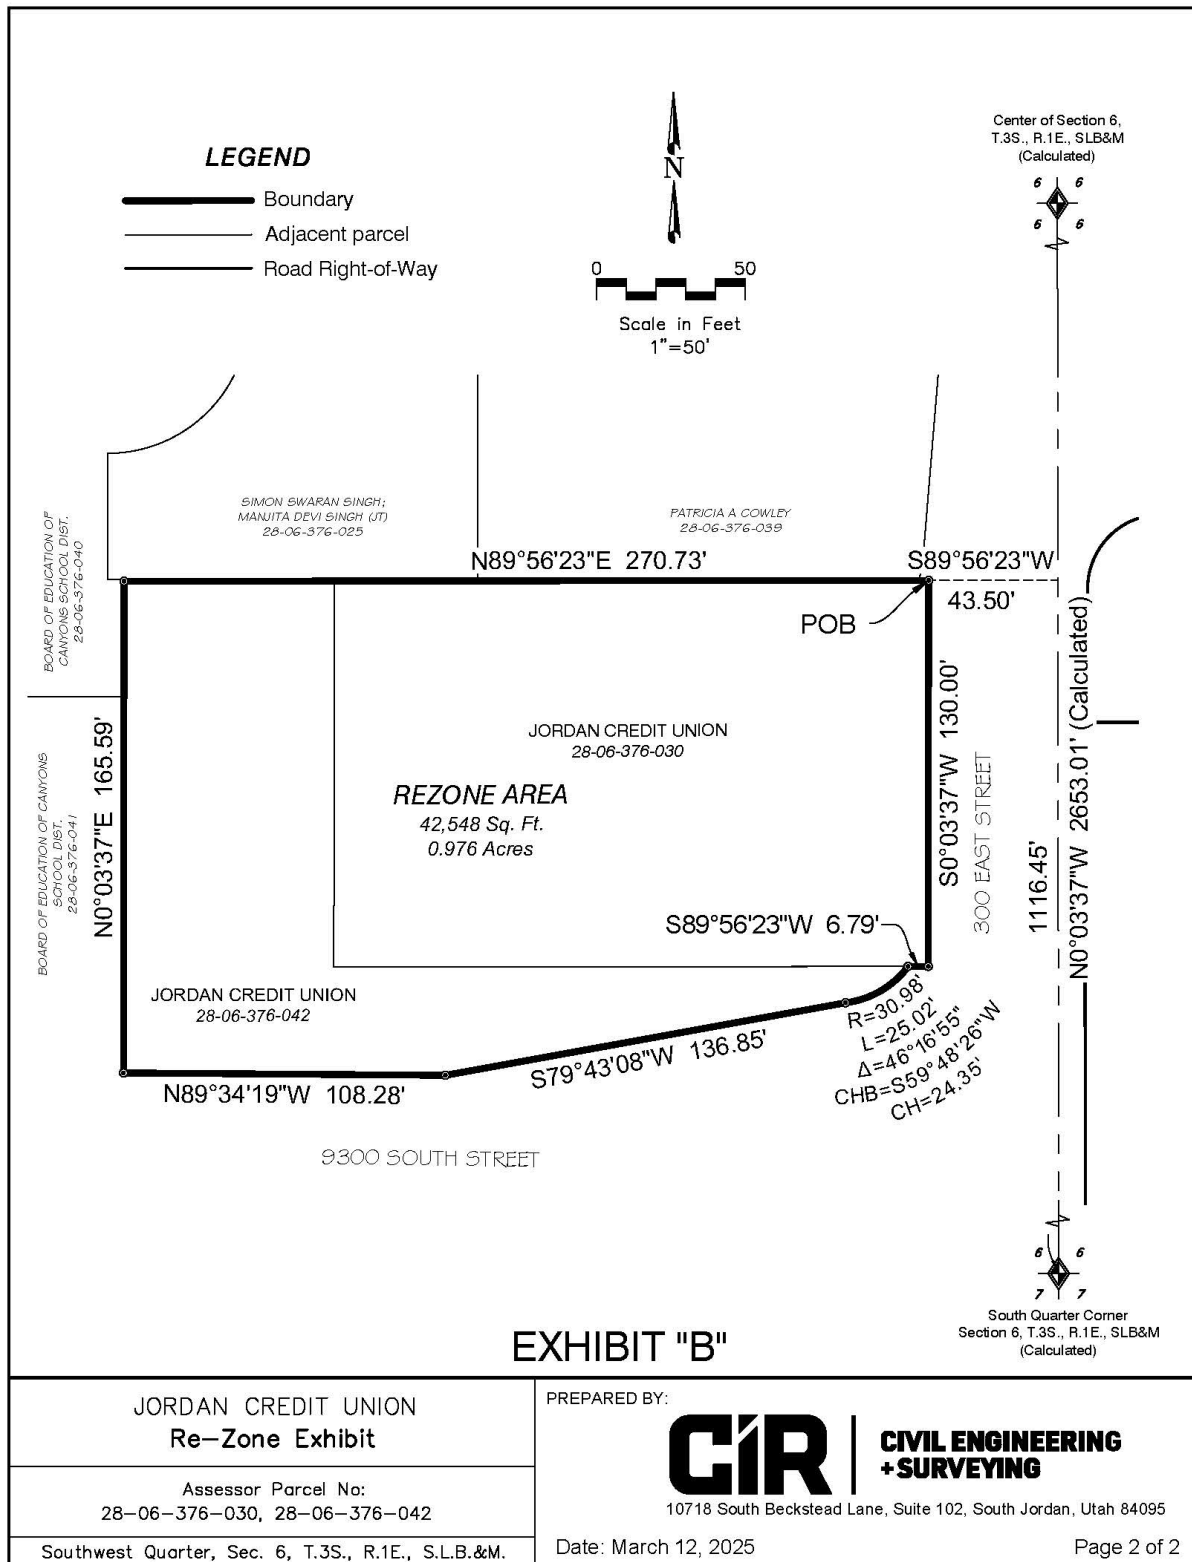 LEGEND
Boundary
Adjacent parcel
Road Right-of-Way
N
0 50
Scale in Feet
1"=50'
Center of Section 6,
T.3S., R.1E., SLB&M
(Calculated)
6 6
6 6
SIMON SWARAN SINGH;
MANJITA DEVI SINGH (JT)
28-06-376-025
PATRICIA A COWLEY
28-06-376-039
BOARD OF EDUCATION OF
CANYONS SCHOOL DIST.
28-06-376-040
N89°56'23"E 270.73'
S89°56'23"W
43.50'
POB
BOARD OF EDUCATION OF CANYONS
SCHOOL DIST.
28-06-376-041
N0°03'37"E 165.59'
JORDAN CREDIT UNION
28-06-376-030
REZONE AREA
42,548 Sq. Ft.
0.976 Acres
S0°03'37"W 130.00'
300 EAST STREET
1116.45'
N0°03'37"W 2653.01' (Calculated)
S89°56'23"W 6.79'
JORDAN CREDIT UNION
28-06-376-042
R=30.98'
L=25.02'
Δ=46°16'55"
CHB=S59°48'26"W
CH=24.35'
S79°43'08"W 136.85'
N89°34'19"W 108.28'
9300 SOUTH STREET
6 6
7 7
South Quarter Corner
Section 6, T.3S., R.1E., SLB&M
(Calculated)
EXHIBIT "B"
JORDAN CREDIT UNION
Re-Zone Exhibit
Assessor Parcel No:
28-06-376-030, 28-06-376-042
Southwest Quarter, Sec. 6, T.3S., R.1E., S.L.B.&M.
PREPARED BY:
CIR
CIVIL ENGINEERING
+SURVEYING
10718 South Beckstead Lane, Suite 102, South Jordan, Utah 84095
Date: March 12, 2025
Page 2 of 2